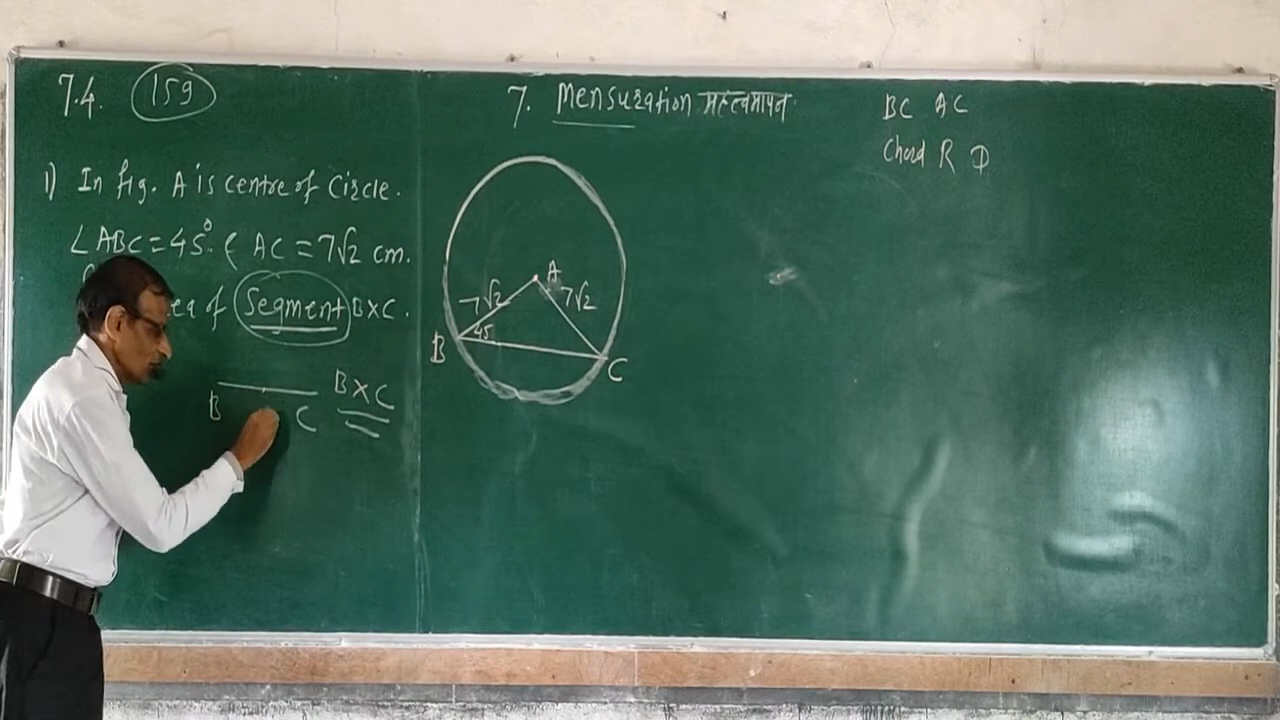 7.4. 159
7. Mensuration महत्वमापन
BC AC
Chord R D
1) In fig. A is centre of Circle.
∠ABC = 45°. & AC = 7√2 cm.
of Segment BXC.
B C BXC
A
7√2 7√2
45
B C